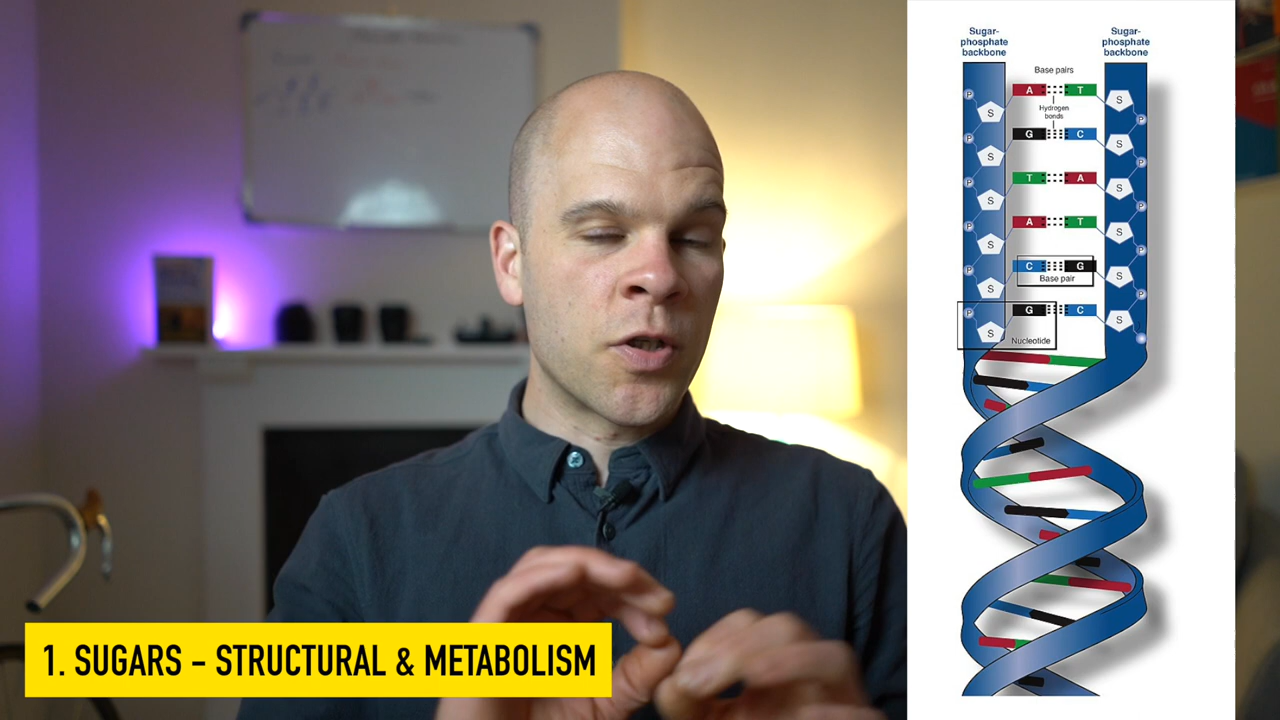 Sugar-
phosphate
backbone
Sugar-
phosphate
backbone
Base pairs
A T
Hydrogen
bonds
G C
T A
A T
C G
Base pair
G C
Nucleotide
P
P
P
P
P
P
S
S
S
S
S
S
S
S
S
S
S
S
P
P
P
P
P
1. SUGARS - STRUCTURAL & METABOLISM